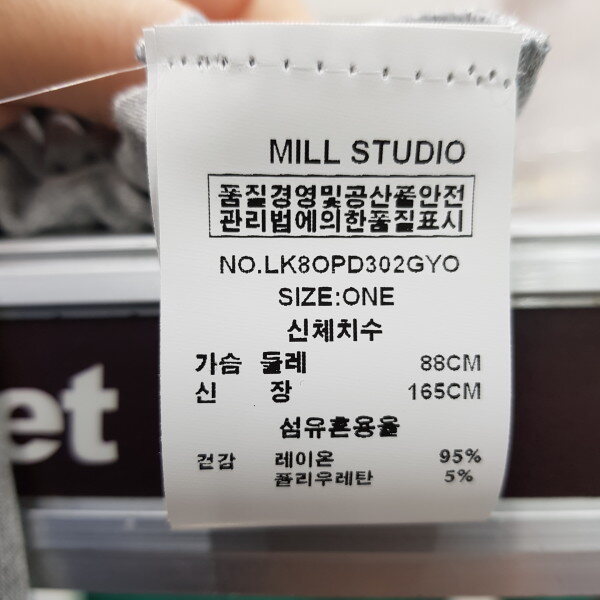 MILL STUDIO
품질경영및공산품안전
관리법에의한품질표시
NO.LK8OPD302GYO
SIZE:ONE
신체치수
가슴 둘레 88CM
신 장 165CM
섬유혼용율
겉감 레이온 95%
폴리우레탄 5%
et